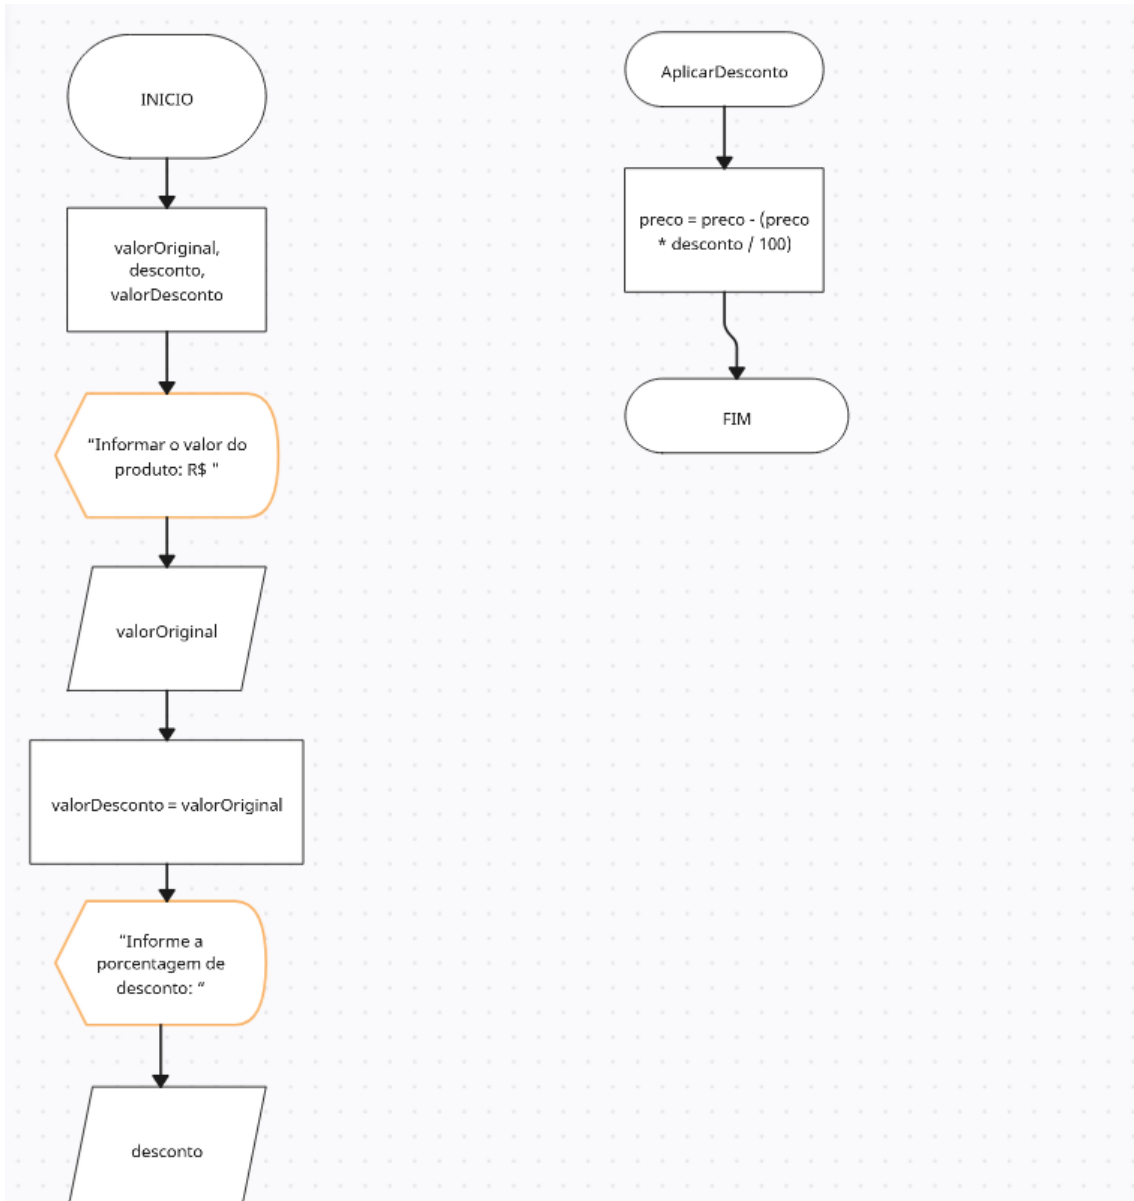 INICIO
valorOriginal,
desconto,
valorDesconto
“Informar o valor do
produto: R$ "
valorOriginal
valorDesconto = valorOriginal
“Informe a
porcentagem de
desconto: “
desconto
AplicarDesconto
preco = preco - (preco
* desconto / 100)
FIM